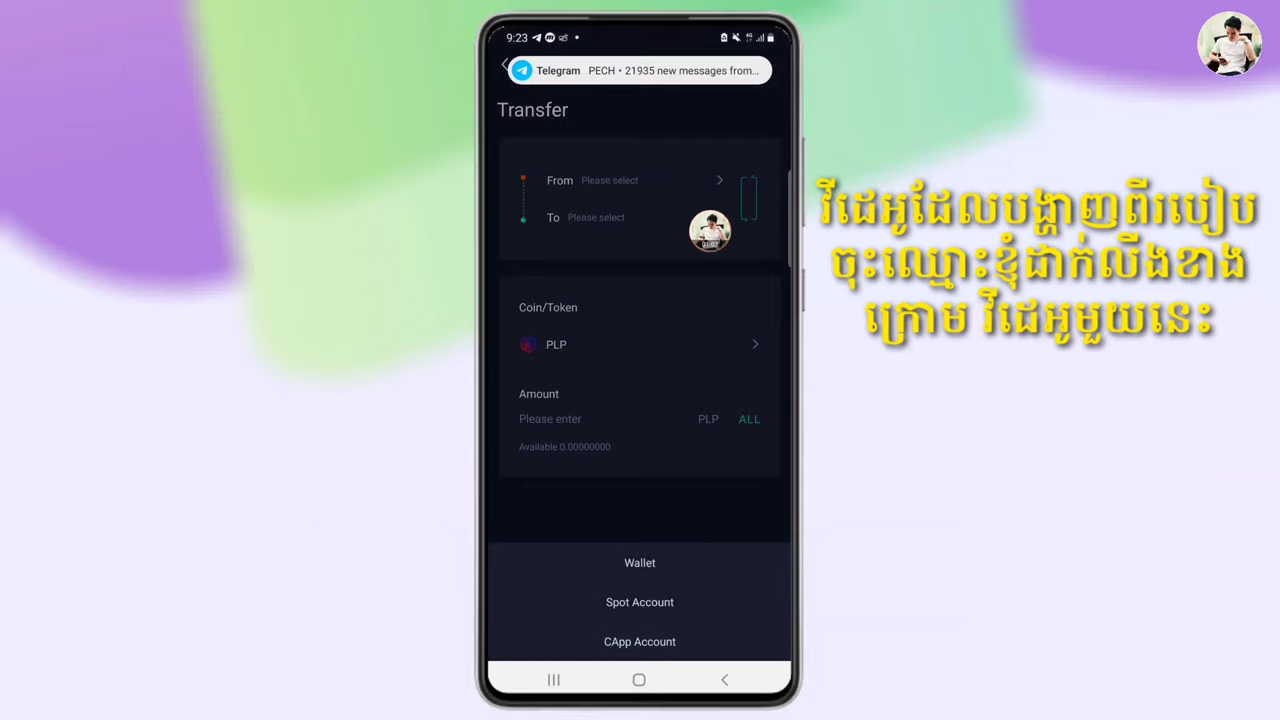 9:23
Telegram PECH • 21935 new messages from...
Transfer
From Please select
To Please select
01:07
Coin/Token
PLP
Amount
Please enter PLP ALL
Available 0.00000000
Wallet
Spot Account
CApp Account
វីដេអូដែលបង្ហាញពីរបៀប
ចុះឈ្មោះខ្ញុំដាក់លីងខាង
ក្រោម វីដេអូមួយនេះ